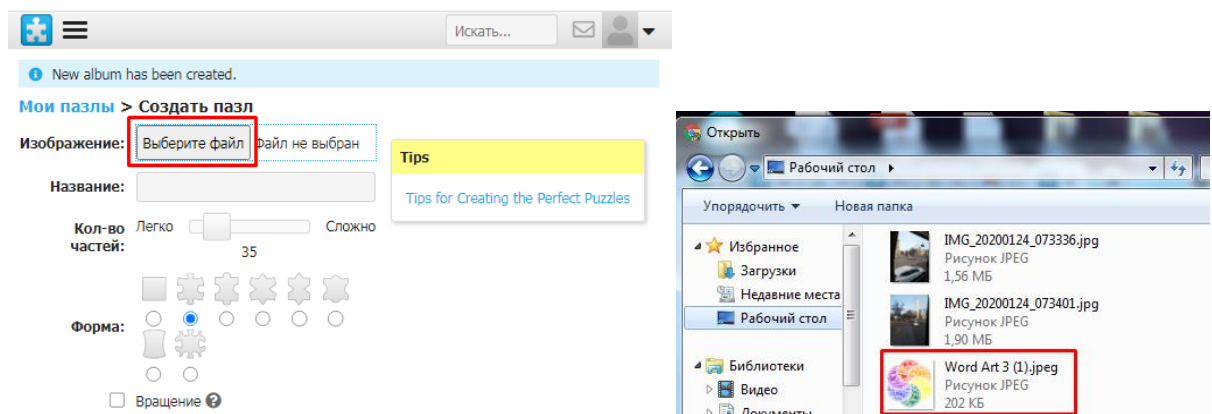 Искать...
New album has been created.
Мои пазлы > Создать пазл
Изображение: Выберите файл Файл не выбран
Название:
Кол-во частей: Легко Сложно
35
Форма:
Вращение
Tips
Tips for Creating the Perfect Puzzles
Открыть
Рабочий стол
Упорядочить Новая папка
Избранное
Загрузки
Недавние места
Рабочий стол
Библиотеки
Видео
Документы
IMG_20200124_073336.jpg
Рисунок JPEG
1,56 МБ
IMG_20200124_073401.jpg
Рисунок JPEG
1,90 МБ
Word Art 3 (1).jpeg
Рисунок JPEG
202 КБ